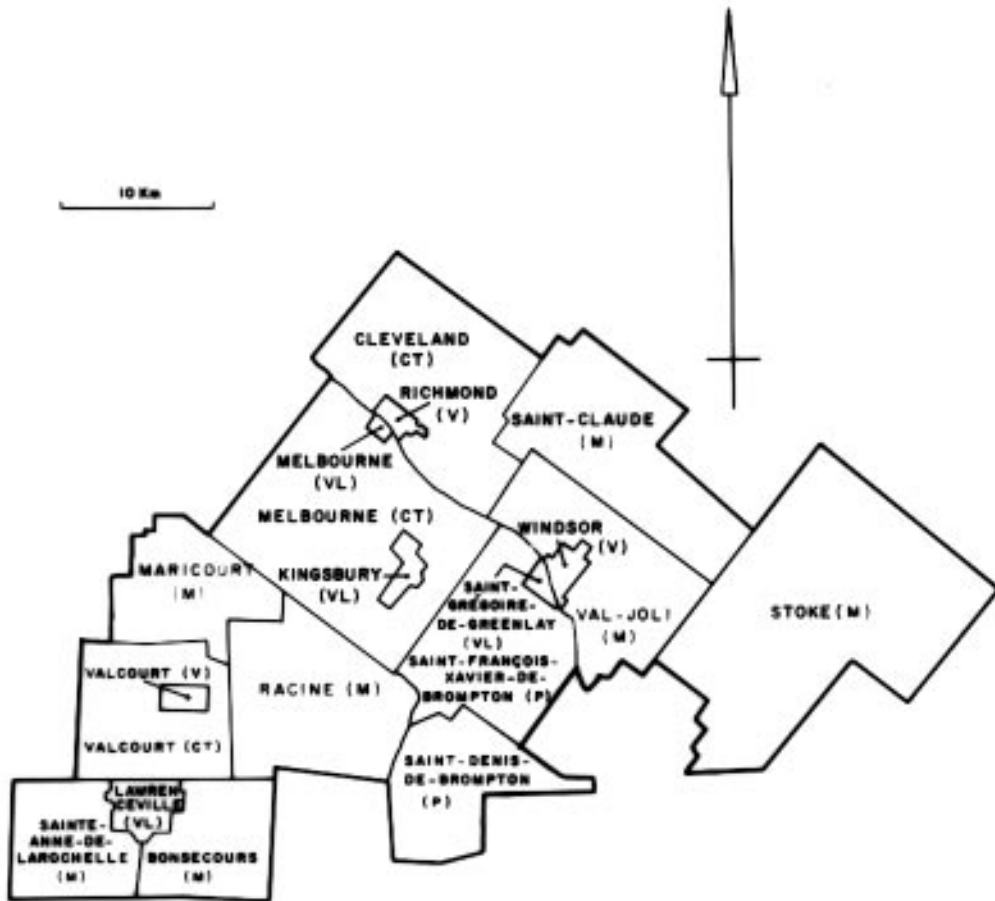 10 Km
CLEVELAND
(CT)
RICHMOND
(V)
SAINT-CLAUDE
(M)
MELBOURNE
(VL)
MELBOURNE (CT)
WINDSOR
(V)
MARICOURT
(M)
KINGSBURY
(VL)
SAINT-
GRÉGOIRE-
DE-GREENLAY
(VL)
VAL-JOLI
(M)
STOKE (M)
SAINT-FRANÇOIS-
XAVIER-DE-
BROMPTON (P)
VALCOURT (V)
RACINE (M)
VALCOURT (CT)
SAINT-DENIS-
DE-BROMPTON
(P)
LAWREN
CEVILLE
(VL)
SAINTE-
ANNE-DE-
LAROCHELLE
(M)
BONSECOURS
(M)